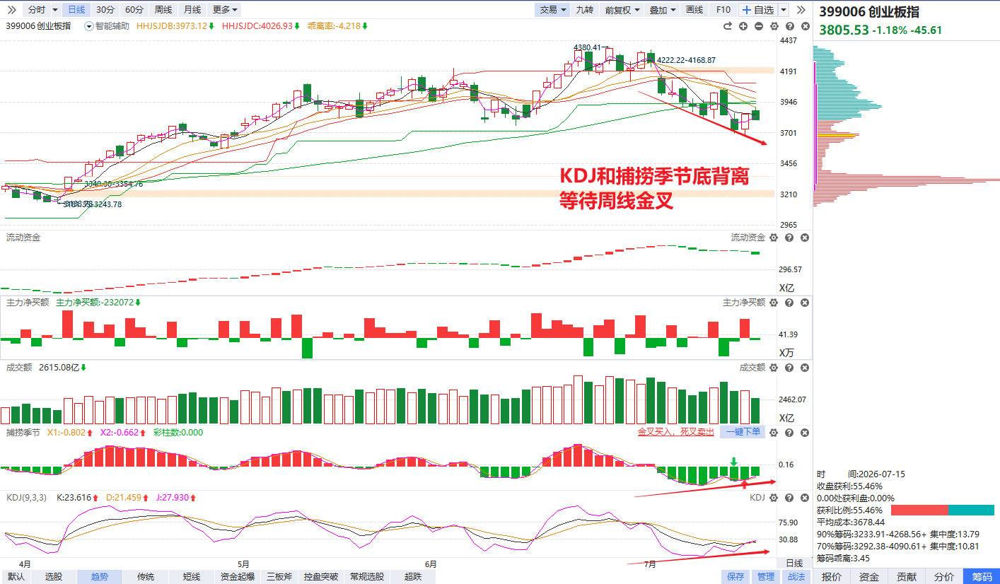 分时 日线 30分 60分 周线 月线 更多 交易 九转 前复权 叠加 画线 F10 自选
399006 创业板指
3805.53 -1.18% -45.61
399006 创业板指 智能辅助 HHJSJDB:3973.12 HHJSJDC:4026.93 乖离率:-4.218
4437
4380.41
4222.22-4168.87
4191
3946
3701
3456
3340.30-3354.76
3210
3243.78
2965
KDJ和捕捞季节底背离
等待周线金叉
流动资金 流动资金
296.57
X亿
主力净买额 主力净买额:-232072 主力净买额
41.39
X万
成交额 2615.08亿 成交额
2462.07
X亿
捕捞季节 X1:-0.802 X2:-0.662 彩柱数:0.000 金叉买入，死叉卖出 一键下单
0.16
KDJ(9,3,3) K:23.616 D:21.459 J:27.930 KDJ
75.90
30.88
4月 5月 6月 7月 日线
默认 选股 趋势 传统 短线 资金起爆 三板斧 控盘突破 常规选股 超跌 保存 管理 战法
时 间:2026-07-15
收盘获利:55.46%
0.00处获利盘:0.00%
获利比例:55.46%
平均成本:3678.44
90%筹码:3233.91-4268.56+ 集中度:13.79
70%筹码:3292.38-4090.61+ 集中度:10.81
筹码乖离:3.45
报价 资金 贡献 分价 筹码